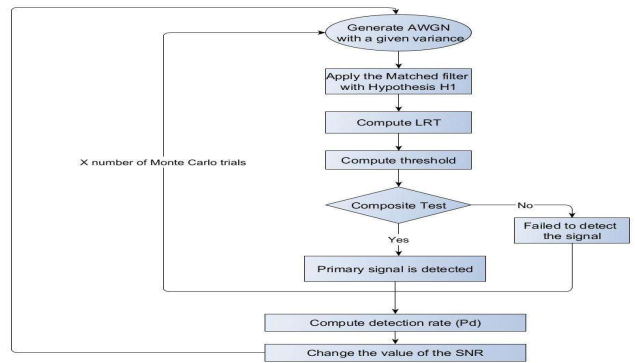 Generate AWGN
with a given variance
Apply the Matched filter
with Hypothesis H1
Compute LRT
Compute threshold
X number of Monte Carlo trials
Composite Test
No
Failed to detect
the signal
Yes
Primary signal is detected
Compute detection rate (Pd)
Change the value of the SNR